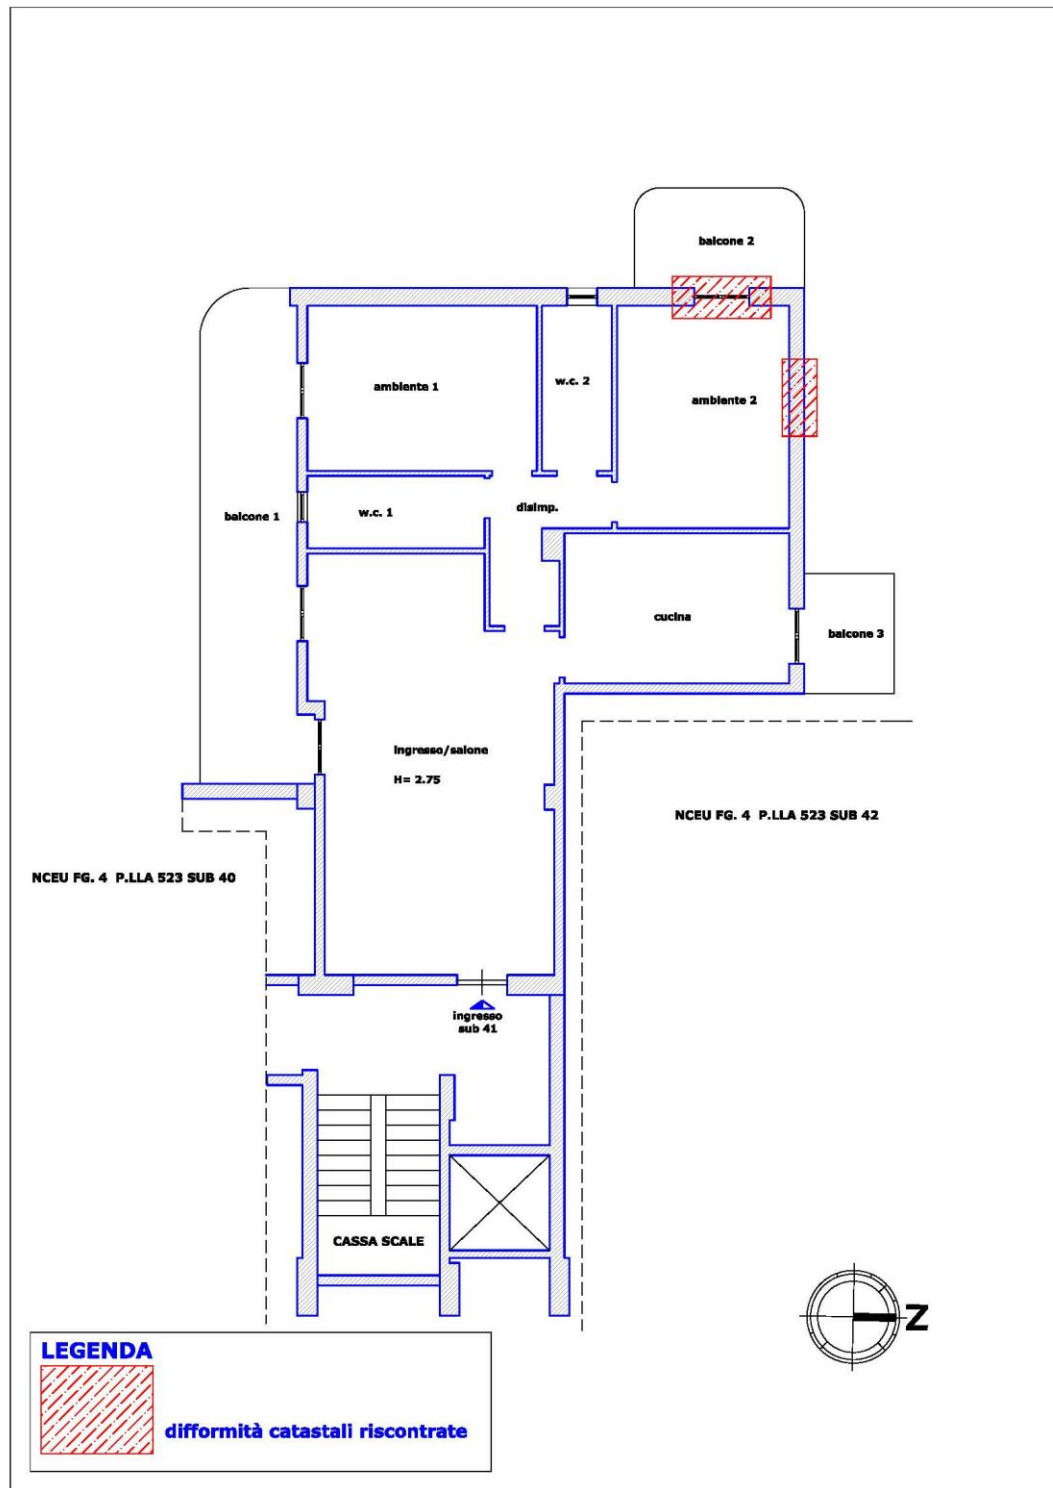 balcone 2
ambiente 1
w.c. 2
ambiente 2
balcone 1
w.c. 1
disimp.
cucina
balcone 3
ingresso/salone
H= 2.75
NCEU FG. 4 P.LLA 523 SUB 42
NCEU FG. 4 P.LLA 523 SUB 40
ingresso
sub 41
CASSA SCALE
N
LEGENDA
difformità catastali riscontrate